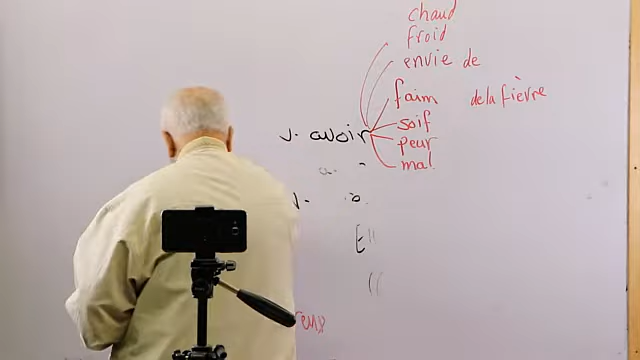 chaud
froid
envie de
faim de la fièvre
v. avoir soif
peur
mal